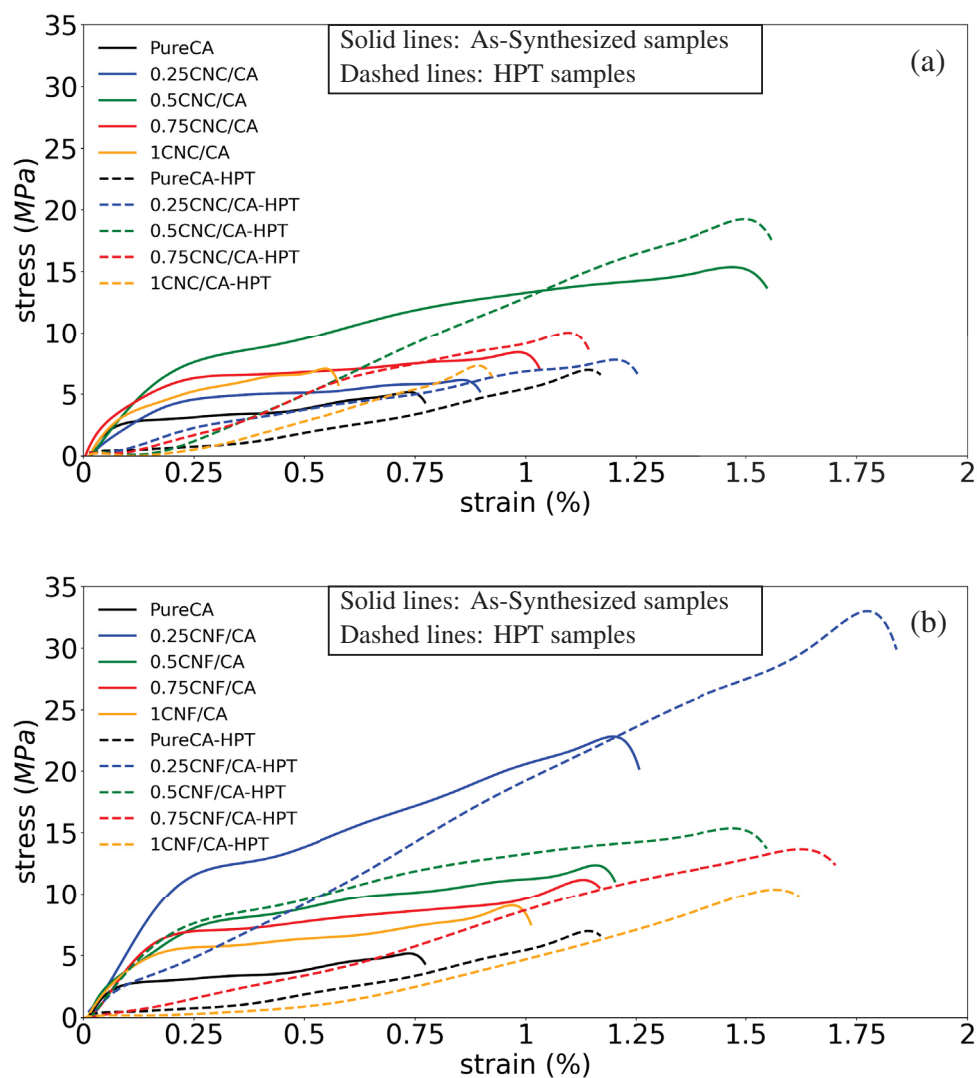 35
30
25
20
15
10
5
0
stress (MPa)
PureCA
0.25CNC/CA
0.5CNC/CA
0.75CNC/CA
1CNC/CA
PureCA-HPT
0.25CNC/CA-HPT
0.5CNC/CA-HPT
0.75CNC/CA-HPT
1CNC/CA-HPT
Solid lines: As-Synthesized samples
Dashed lines: HPT samples
(a)
0.25 0.5 0.75 1 1.25 1.5 1.75 2
strain (%)
35
30
25
20
15
10
5
0
stress (MPa)
PureCA
0.25CNF/CA
0.5CNF/CA
0.75CNF/CA
1CNF/CA
PureCA-HPT
0.25CNF/CA-HPT
0.5CNF/CA-HPT
0.75CNF/CA-HPT
1CNF/CA-HPT
Solid lines: As-Synthesized samples
Dashed lines: HPT samples
(b)
0.25 0.5 0.75 1 1.25 1.5 1.75 2
strain (%)